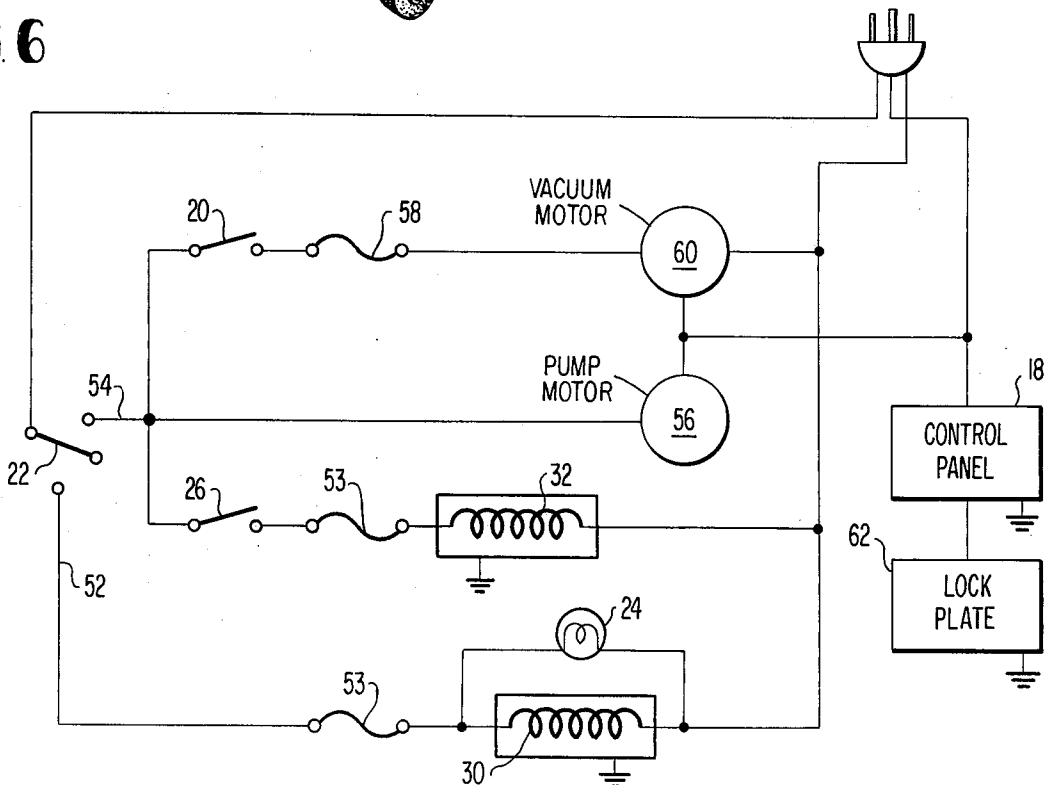 . 6
20
58
VACUUM
MOTOR
60
54
PUMP
MOTOR
56
18
CONTROL
PANEL
22
26
53
32
62
LOCK
PLATE
52
24
53
30